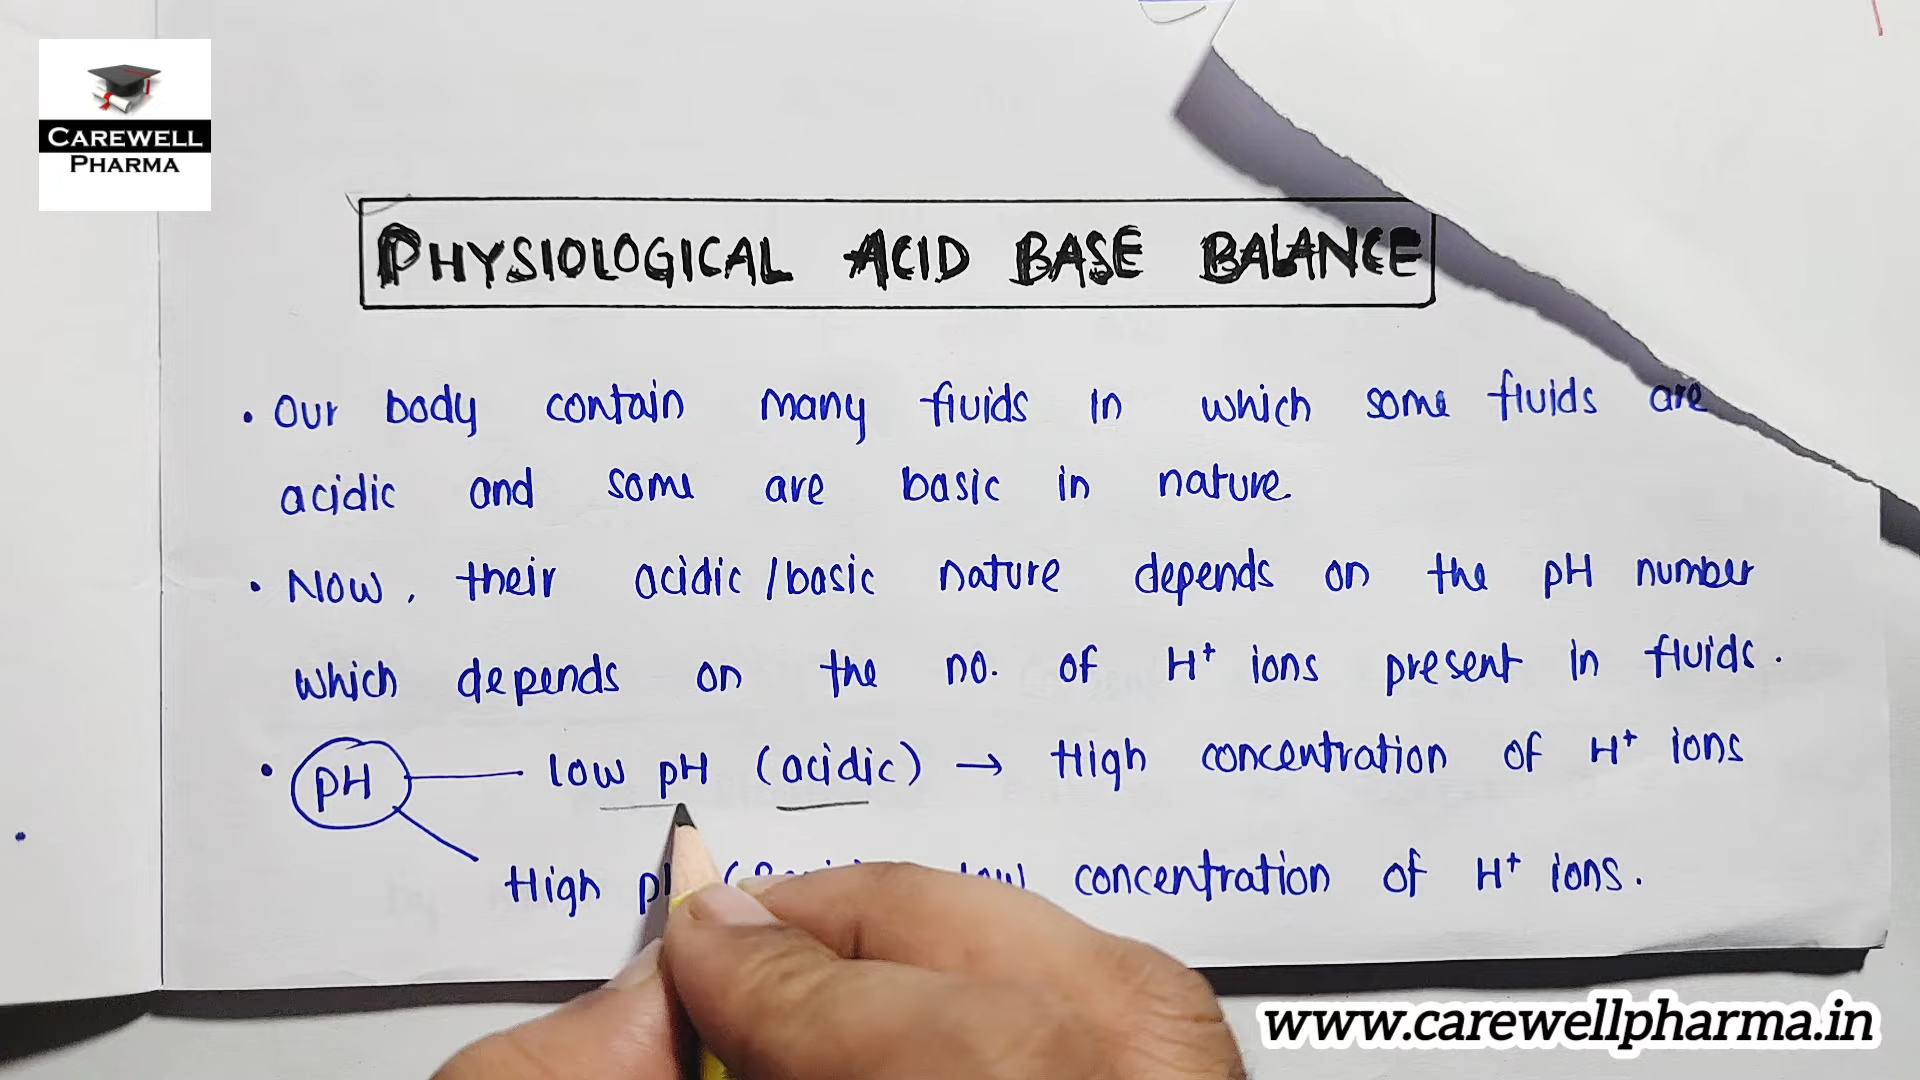 CAREWELL
PHARMA
PHYSIOLOGICAL ACID BASE BALANCE
• Our body contain many fluids in which some fluids are
acidic and some are basic in nature.
• Now, their acidic/basic nature depends on the pH number
which depends on the no. of H⁺ ions present in fluids.
• pH low pH (acidic) → High concentration of H⁺ ions
High low concentration of H⁺ ions.
www.carewellpharma.in